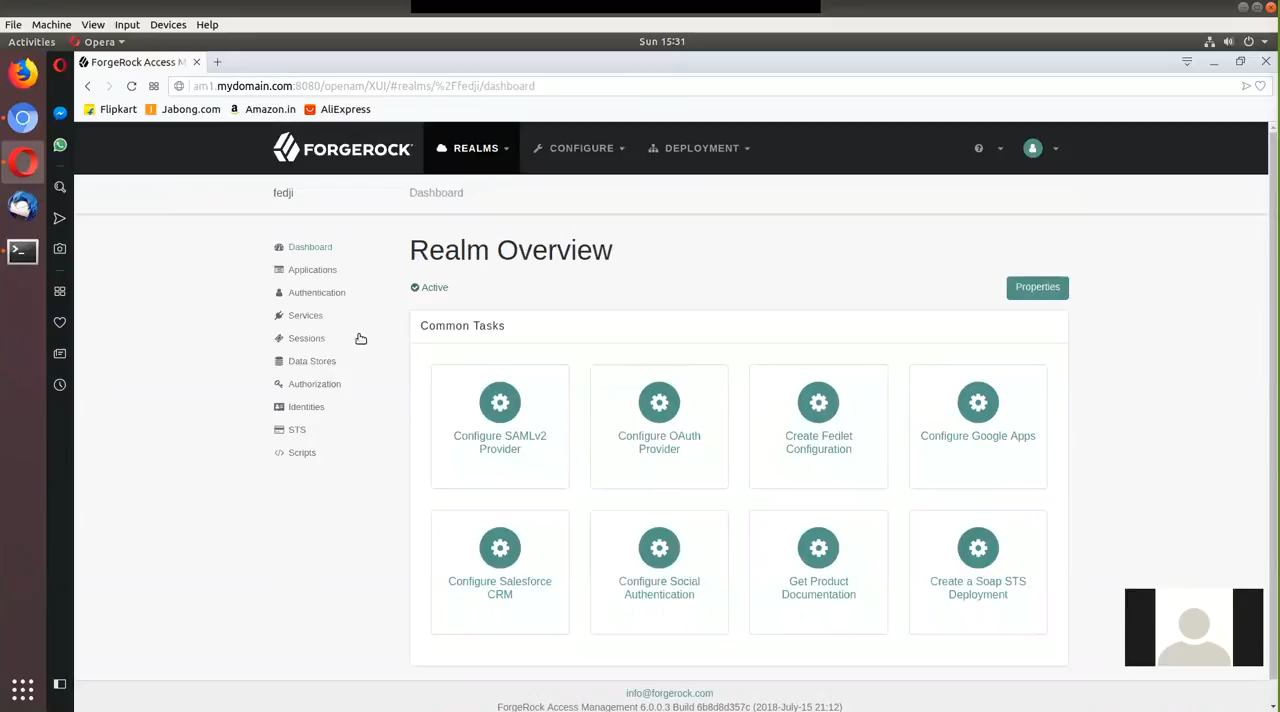 File Machine View Input Devices Help
Activities Opera Sun 15:31
ForgeRock Access M
am1.mydomain.com:8080/openam/XUI/#realms/%2Ffedji/dashboard
Flipkart Jabong.com Amazon.in AliExpress
FORGEROCK REALMS CONFIGURE DEPLOYMENT
fedji Dashboard
Dashboard
Applications
Authentication
Services
Sessions
Data Stores
Authorization
Identities
STS
Scripts
Realm Overview
Active
Properties
Common Tasks
Configure SAMLv2
Provider
Configure OAuth
Provider
Create Fedlet
Configuration
Configure Google Apps
Configure Salesforce
CRM
Configure Social
Authentication
Get Product
Documentation
Create a Soap STS
Deployment
info@forgerock.com
ForgeRock Access Management 6.0.0.3 Build 6b8d8d357c (2018-July-15 21:12)